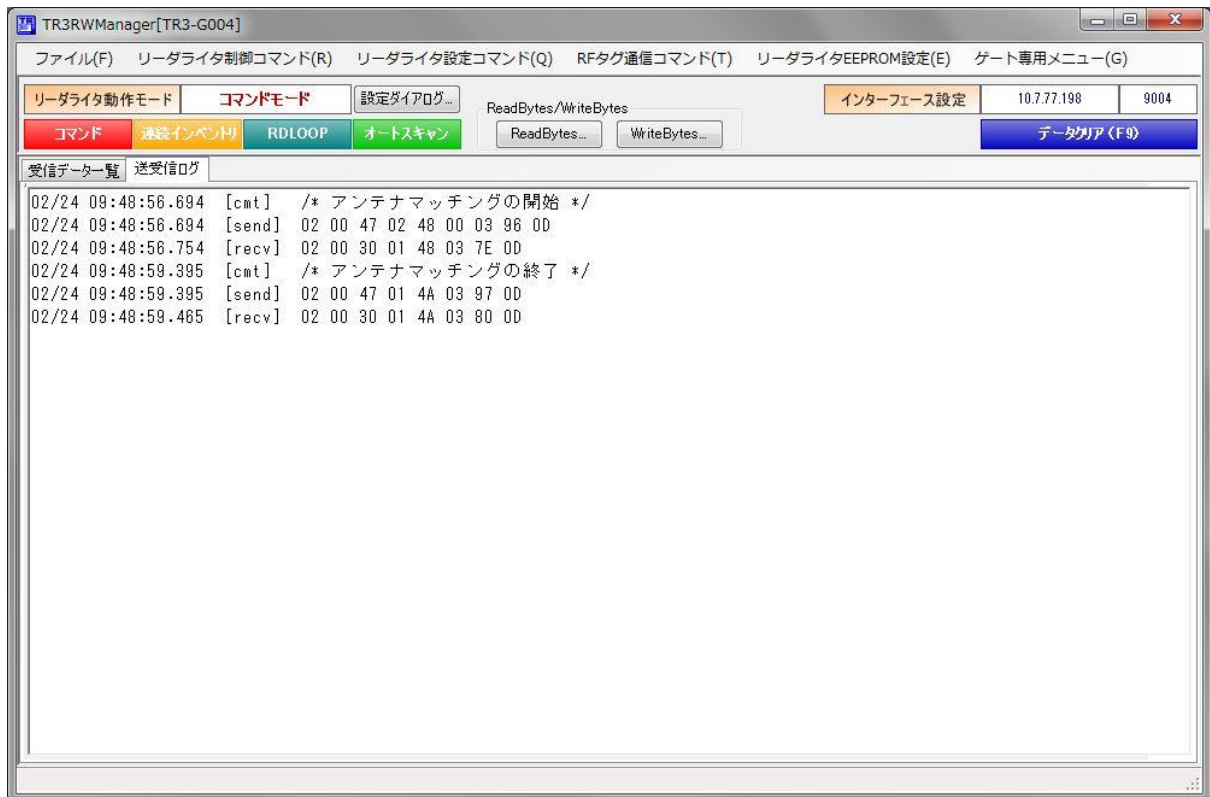 TR3RWManager[TR3-G004]
ファイル(F) リーダライタ制御コマンド(R) リーダライタ設定コマンド(Q) RFタグ通信コマンド(T) リーダライタEEPROM設定(E) ゲート専用メニュー(G)
リーダライタ動作モード コマンドモード 設定ダイアログ... ReadBytes/WriteBytes インターフェース設定 10.7.77.198 9004
コマンド 連続インベントリ RDLOOP オートスキャン ReadBytes... WriteBytes... データクリア（F9）
受信データ一覧 送受信ログ
02/24 09:48:56.694 [cmt] /* アンテナマッチングの開始 */
02/24 09:48:56.694 [send] 02 00 47 02 48 00 03 96 0D
02/24 09:48:56.754 [recv] 02 00 30 01 48 03 7E 0D
02/24 09:48:59.395 [cmt] /* アンテナマッチングの終了 */
02/24 09:48:59.395 [send] 02 00 47 01 4A 03 97 0D
02/24 09:48:59.465 [recv] 02 00 30 01 4A 03 80 0D